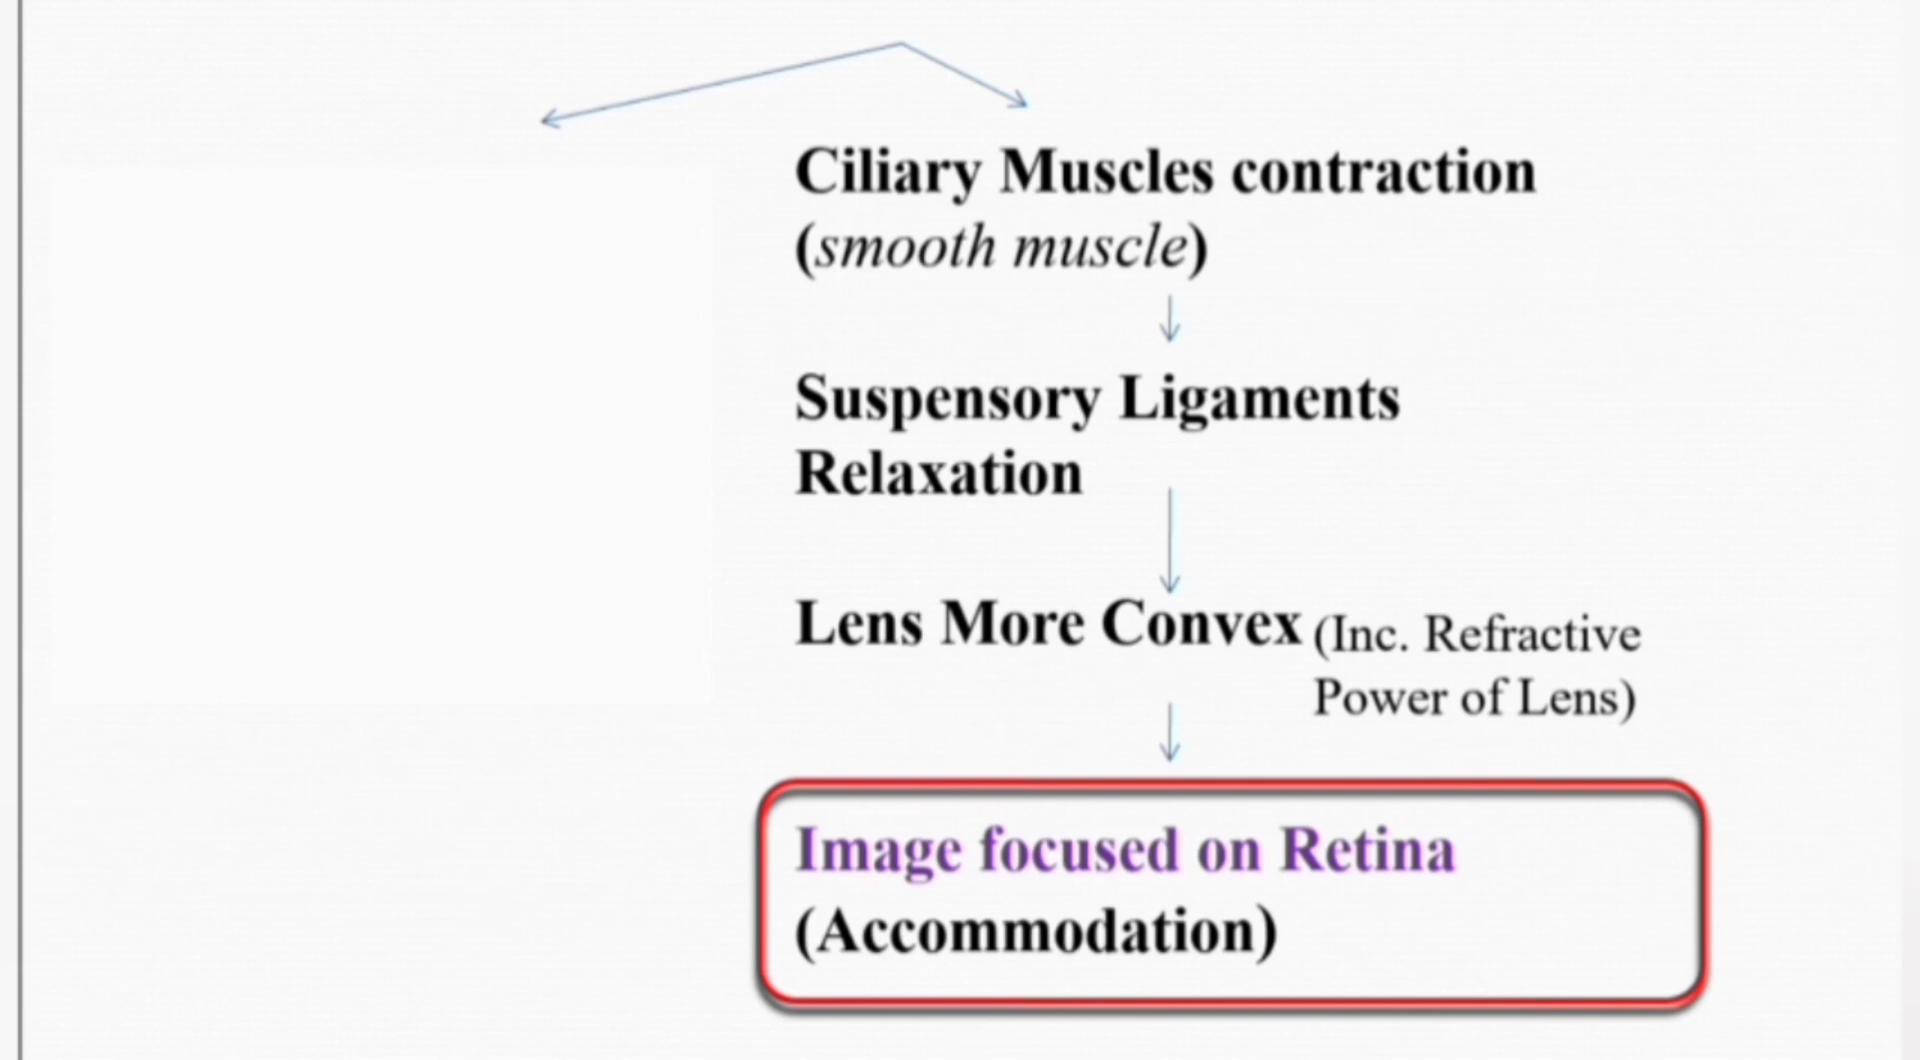 Ciliary Muscles contraction
(smooth muscle)
Suspensory Ligaments
Relaxation
Lens More Convex (Inc. Refractive
Power of Lens)
Image focused on Retina
(Accommodation)